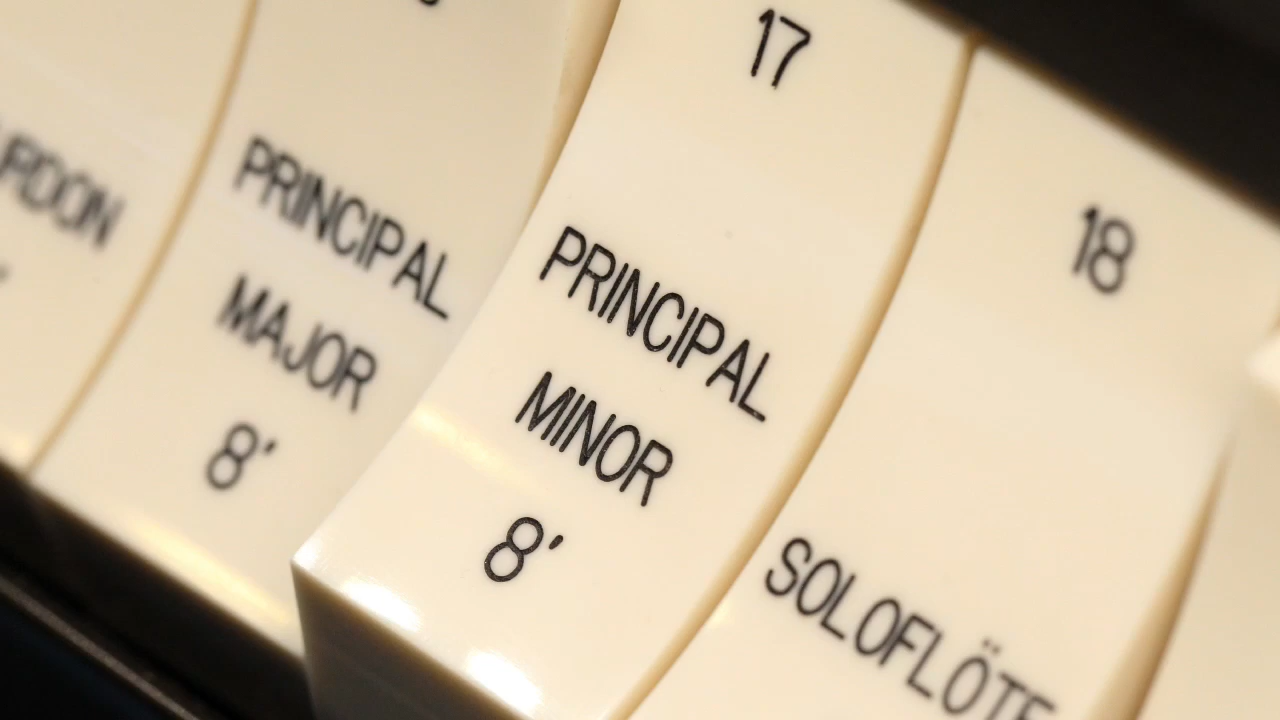 PRINCIPAL
MAJOR
8'
17
PRINCIPAL
MINOR
8'
18
SOLOFLÖTE